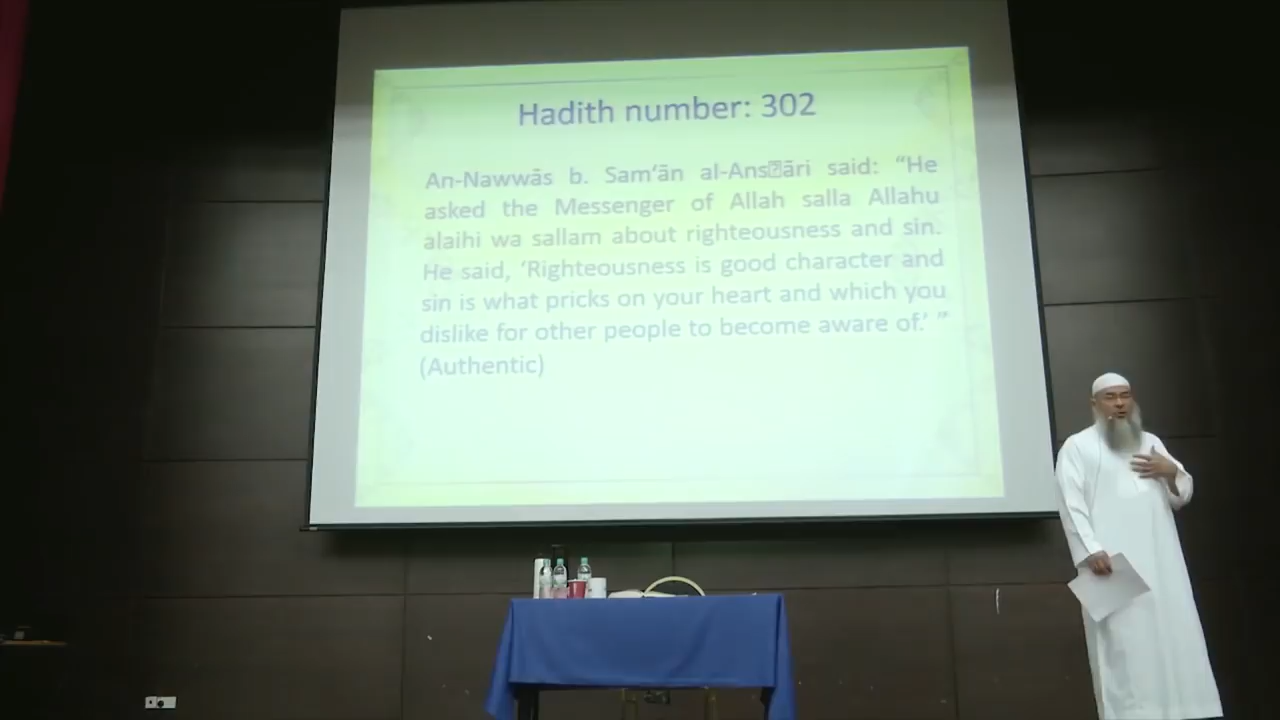 Hadith number: 302
An-Nawwās b. Sam‘ān al-Ans▯āri said: “He
asked the Messenger of Allah salla Allahu
alaihi wa sallam about righteousness and sin.
He said, ‘Righteousness is good character and
sin is what pricks on your heart and which you
dislike for other people to become aware of.’ ”
(Authentic)